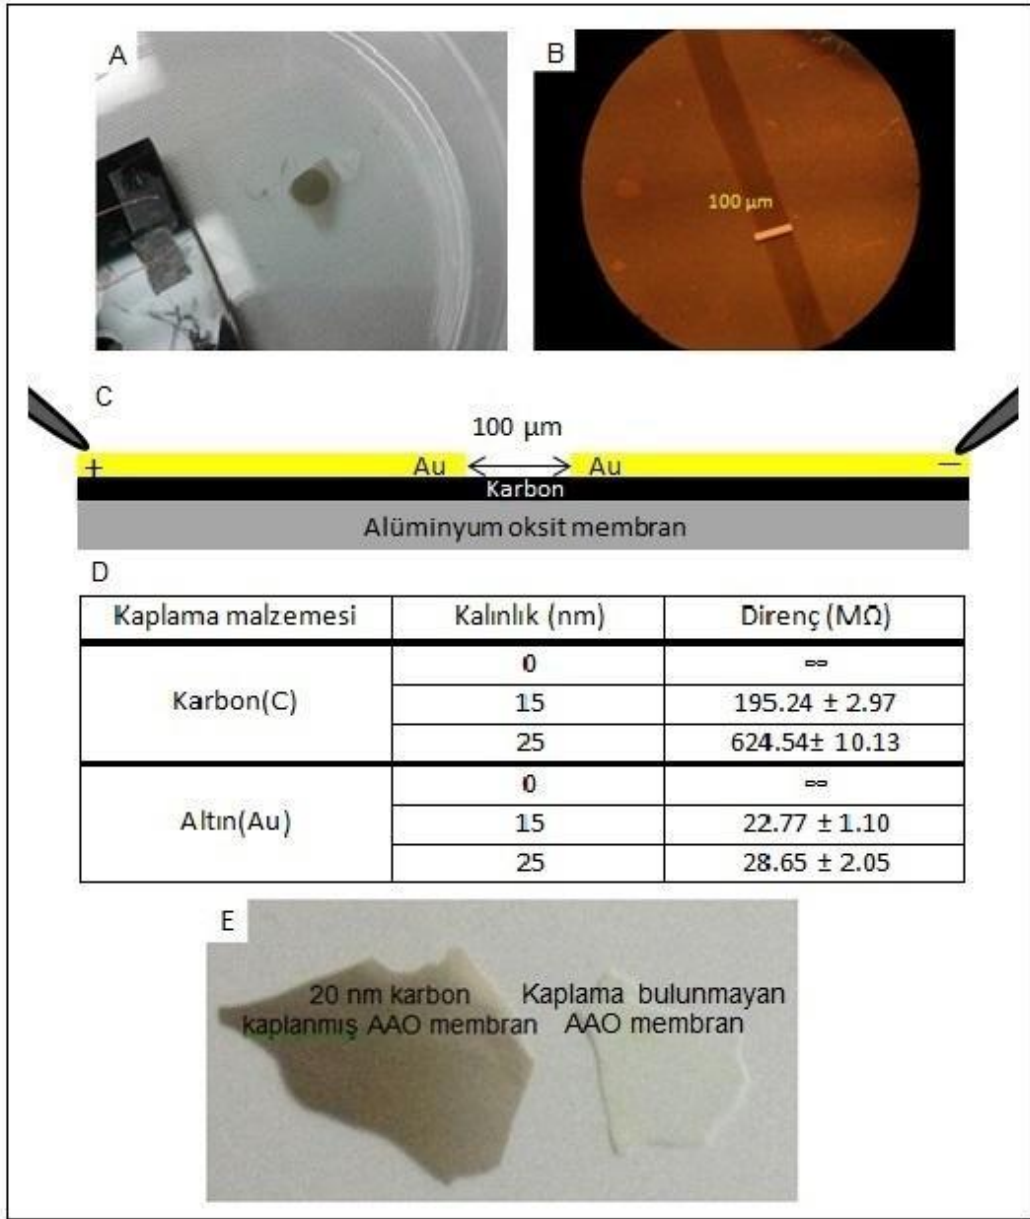 A
B
100 µm
C
100 µm
+ Au Au −
Karbon
Alüminyum oksit membran
D
Kaplama malzemesi Kalınlık (nm) Direnç (MΩ)
Karbon(C)
0 ∞
15 195.24 ± 2.97
25 624.54± 10.13
Altın(Au)
0 ∞
15 22.77 ± 1.10
25 28.65 ± 2.05
E
20 nm karbon
kaplanmış AAO membran
Kaplama bulunmayan
AAO membran